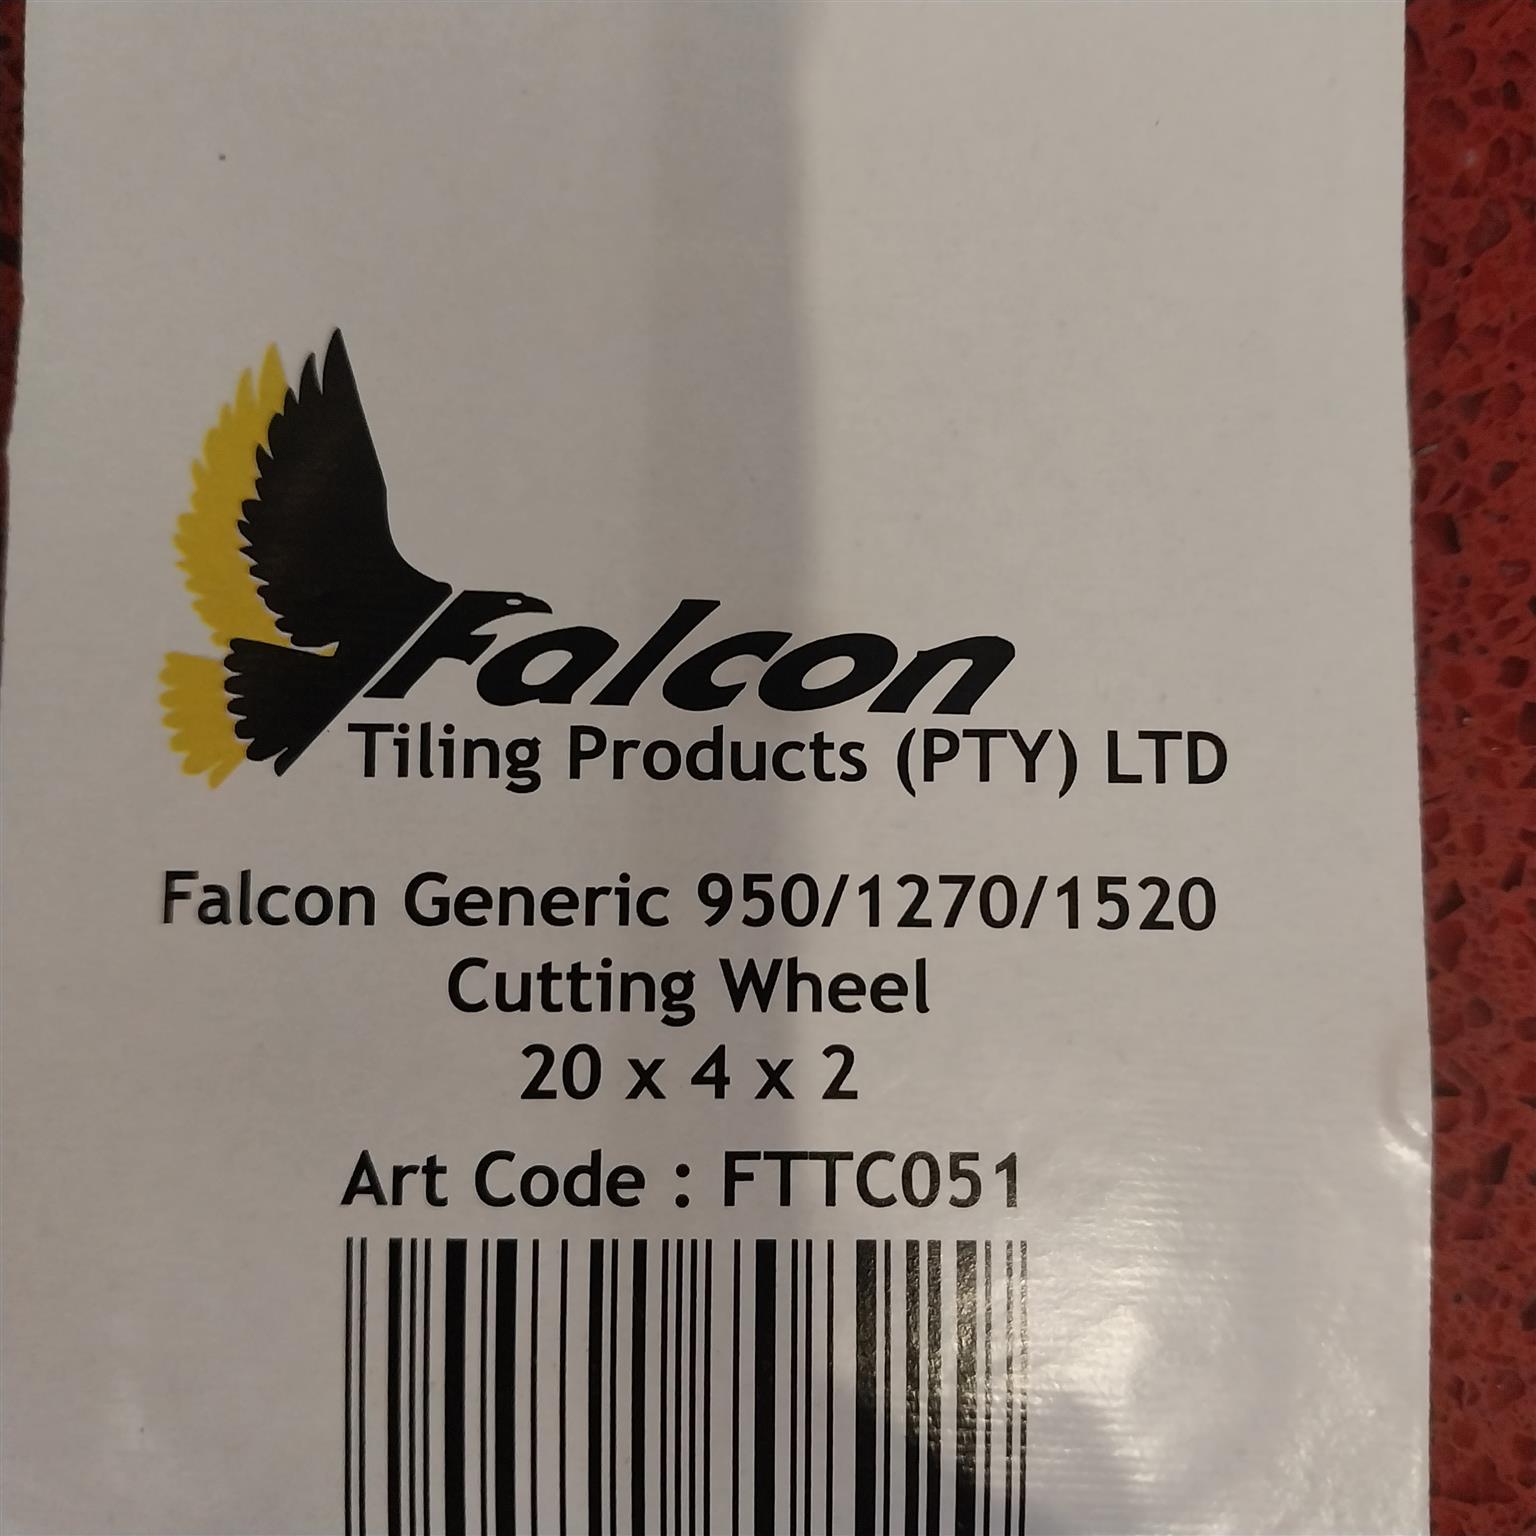 Falcon
Tiling Products (PTY) LTD
Falcon Generic 950/1270/1520
Cutting Wheel
20 x 4 x 2
Art Code : FTTC051